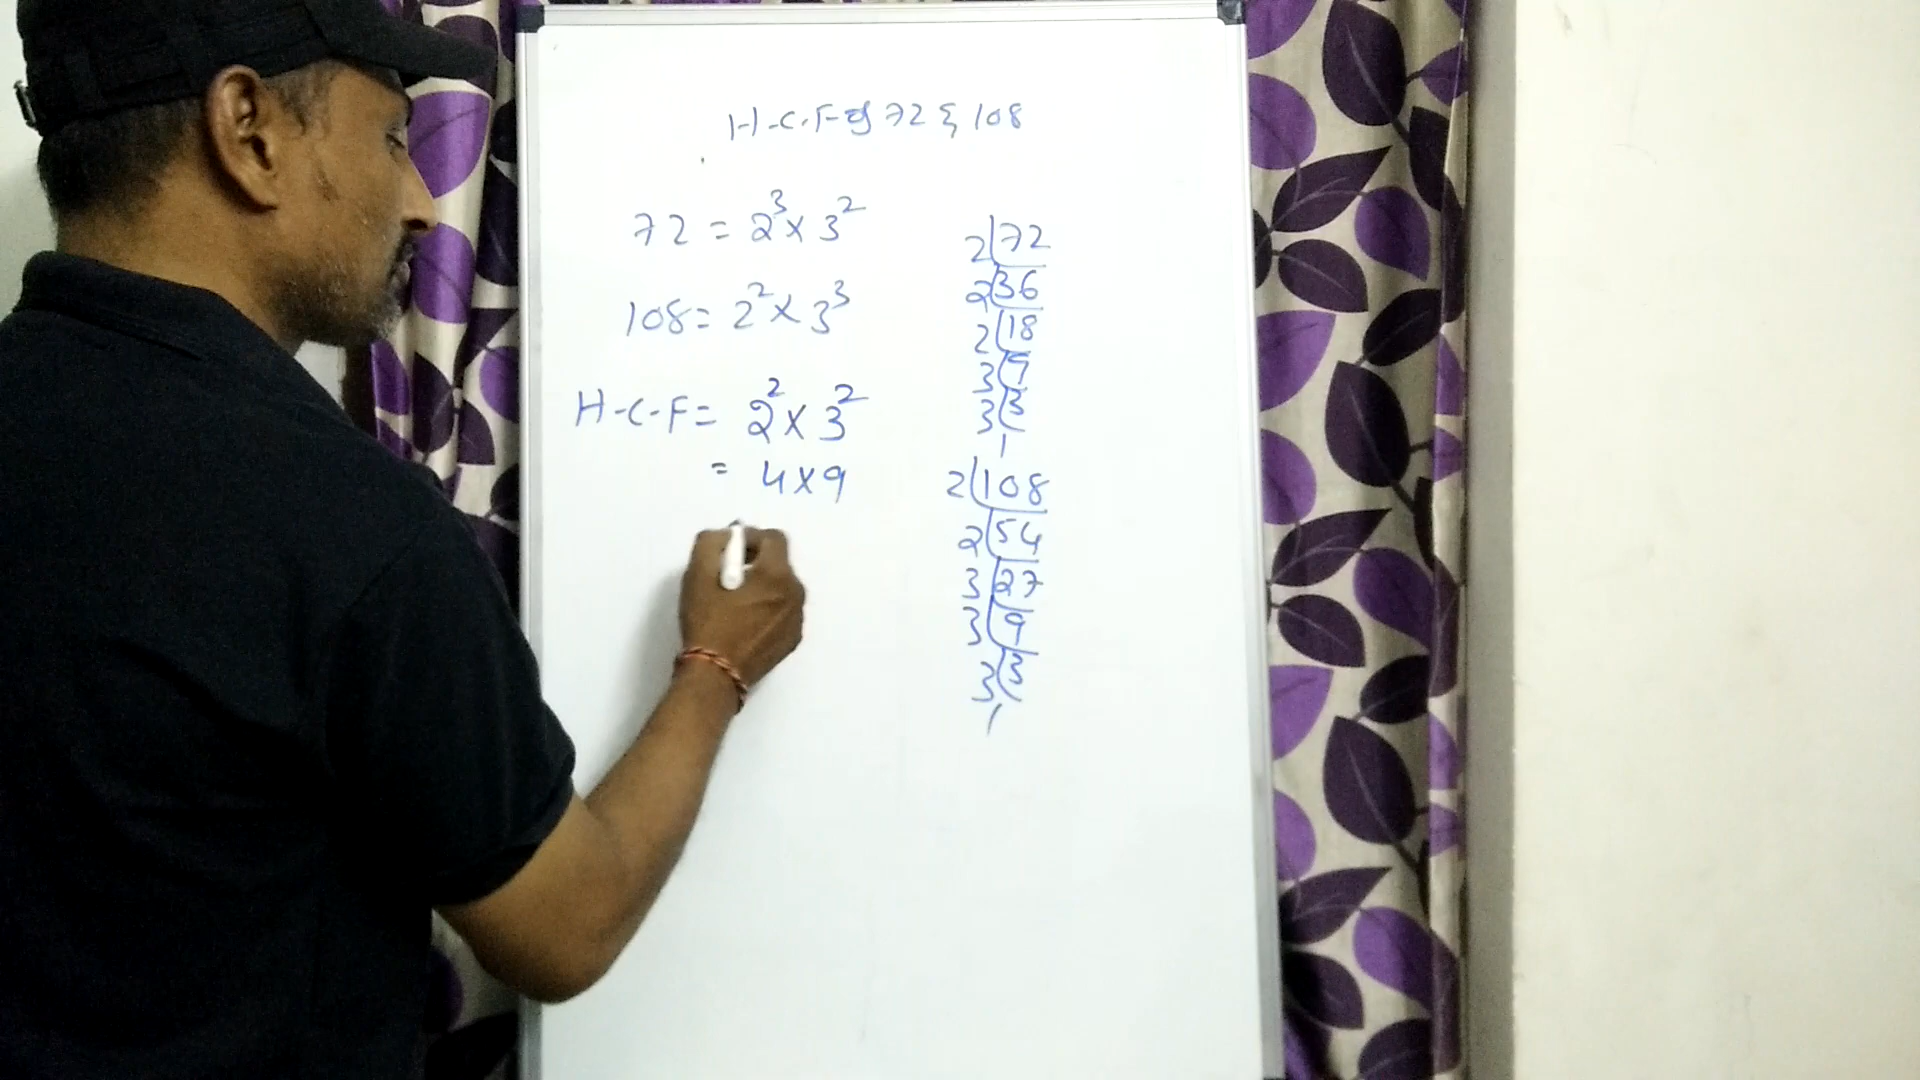 H.C.F of 72 & 108
72 = 2³ × 3²
108 = 2² × 3³
H.C.F = 2² × 3²
= 4 × 9
2 | 72
2 | 36
2 | 18
3 | 9
3 | 3
1
2 | 108
2 | 54
3 | 27
3 | 9
3 | 3
1